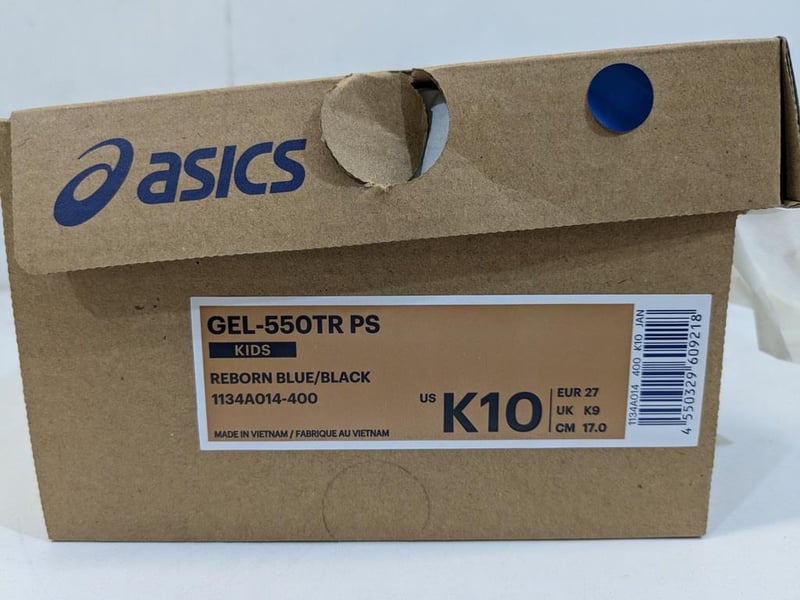 asics
GEL-550TR PS
KIDS
REBORN BLUE/BLACK
1134A014-400
MADE IN VIETNAM / FABRIQUE AU VIETNAM
US K10
EUR 27
UK K9
CM 17.0
1134A014 400 K10 JAN
4 550329 609218